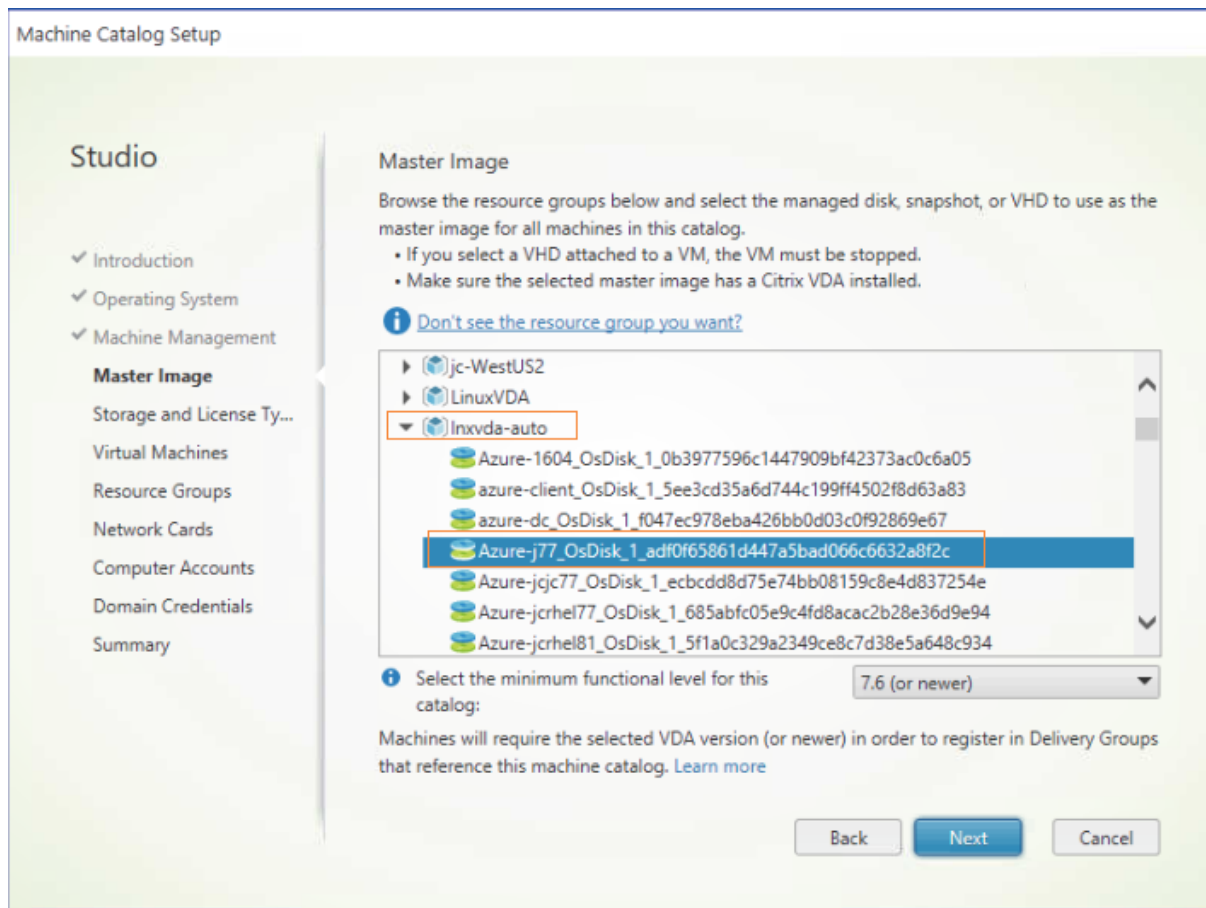 Machine Catalog Setup
Studio
Introduction
Operating System
Machine Management
Master Image
Storage and License Ty...
Virtual Machines
Resource Groups
Network Cards
Computer Accounts
Domain Credentials
Summary
Master Image
Browse the resource groups below and select the managed disk, snapshot, or VHD to use as the
master image for all machines in this catalog.
• If you select a VHD attached to a VM, the VM must be stopped.
• Make sure the selected master image has a Citrix VDA installed.
Don't see the resource group you want?
jc-WestUS2
LinuxVDA
lnxvda-auto
Azure-1604_OsDisk_1_0b3977596c1447909bf42373ac0c6a05
azure-client_OsDisk_1_5ee3cd35a6d744c199ff4502f8d63a83
azure-dc_OsDisk_1_f047ec978eba426bb0d03c0f92869e67
Azure-j77_OsDisk_1_adf0f65861d447a5bad066c6632a8f2c
Azure-jcjc77_OsDisk_1_ecbcdd8d75e74bb08159c8e4d837254e
Azure-jcrhel77_OsDisk_1_685abfc05e9c4fd8acac2b28e36d9e94
Azure-jcrhel81_OsDisk_1_5f1a0c329a2349ce8c7d38e5a648c934
Select the minimum functional level for this
catalog:
7.6 (or newer)
Machines will require the selected VDA version (or newer) in order to register in Delivery Groups
that reference this machine catalog. Learn more
Back
Next
Cancel